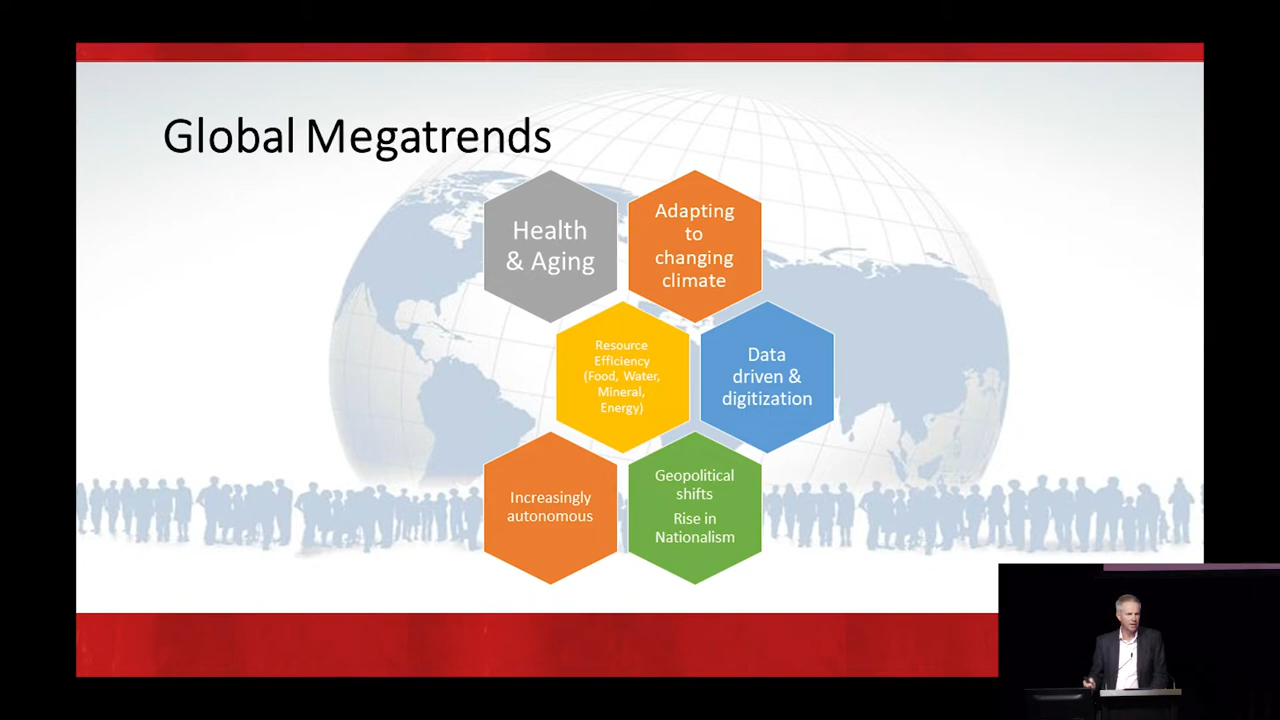 Global Megatrends
Health
& Aging
Adapting
to
changing
climate
Resource
Efficiency
(Food, Water,
Mineral,
Energy)
Data
driven &
digitization
Increasingly
autonomous
Geopolitical
shifts
Rise in
Nationalism